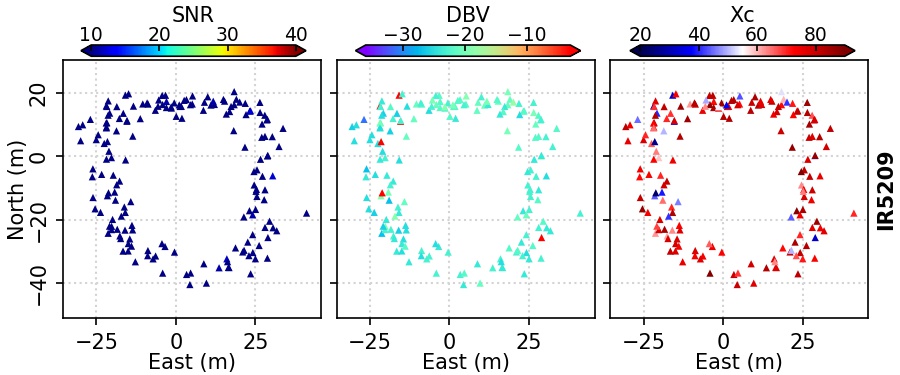 SNR DBV Xc
10 20 30 40 −30 −20 −10 20 40 60 80
20
0
−20
−40
North (m)
IR5209
−25 0 25 −25 0 25 −25 0 25
East (m) East (m) East (m)